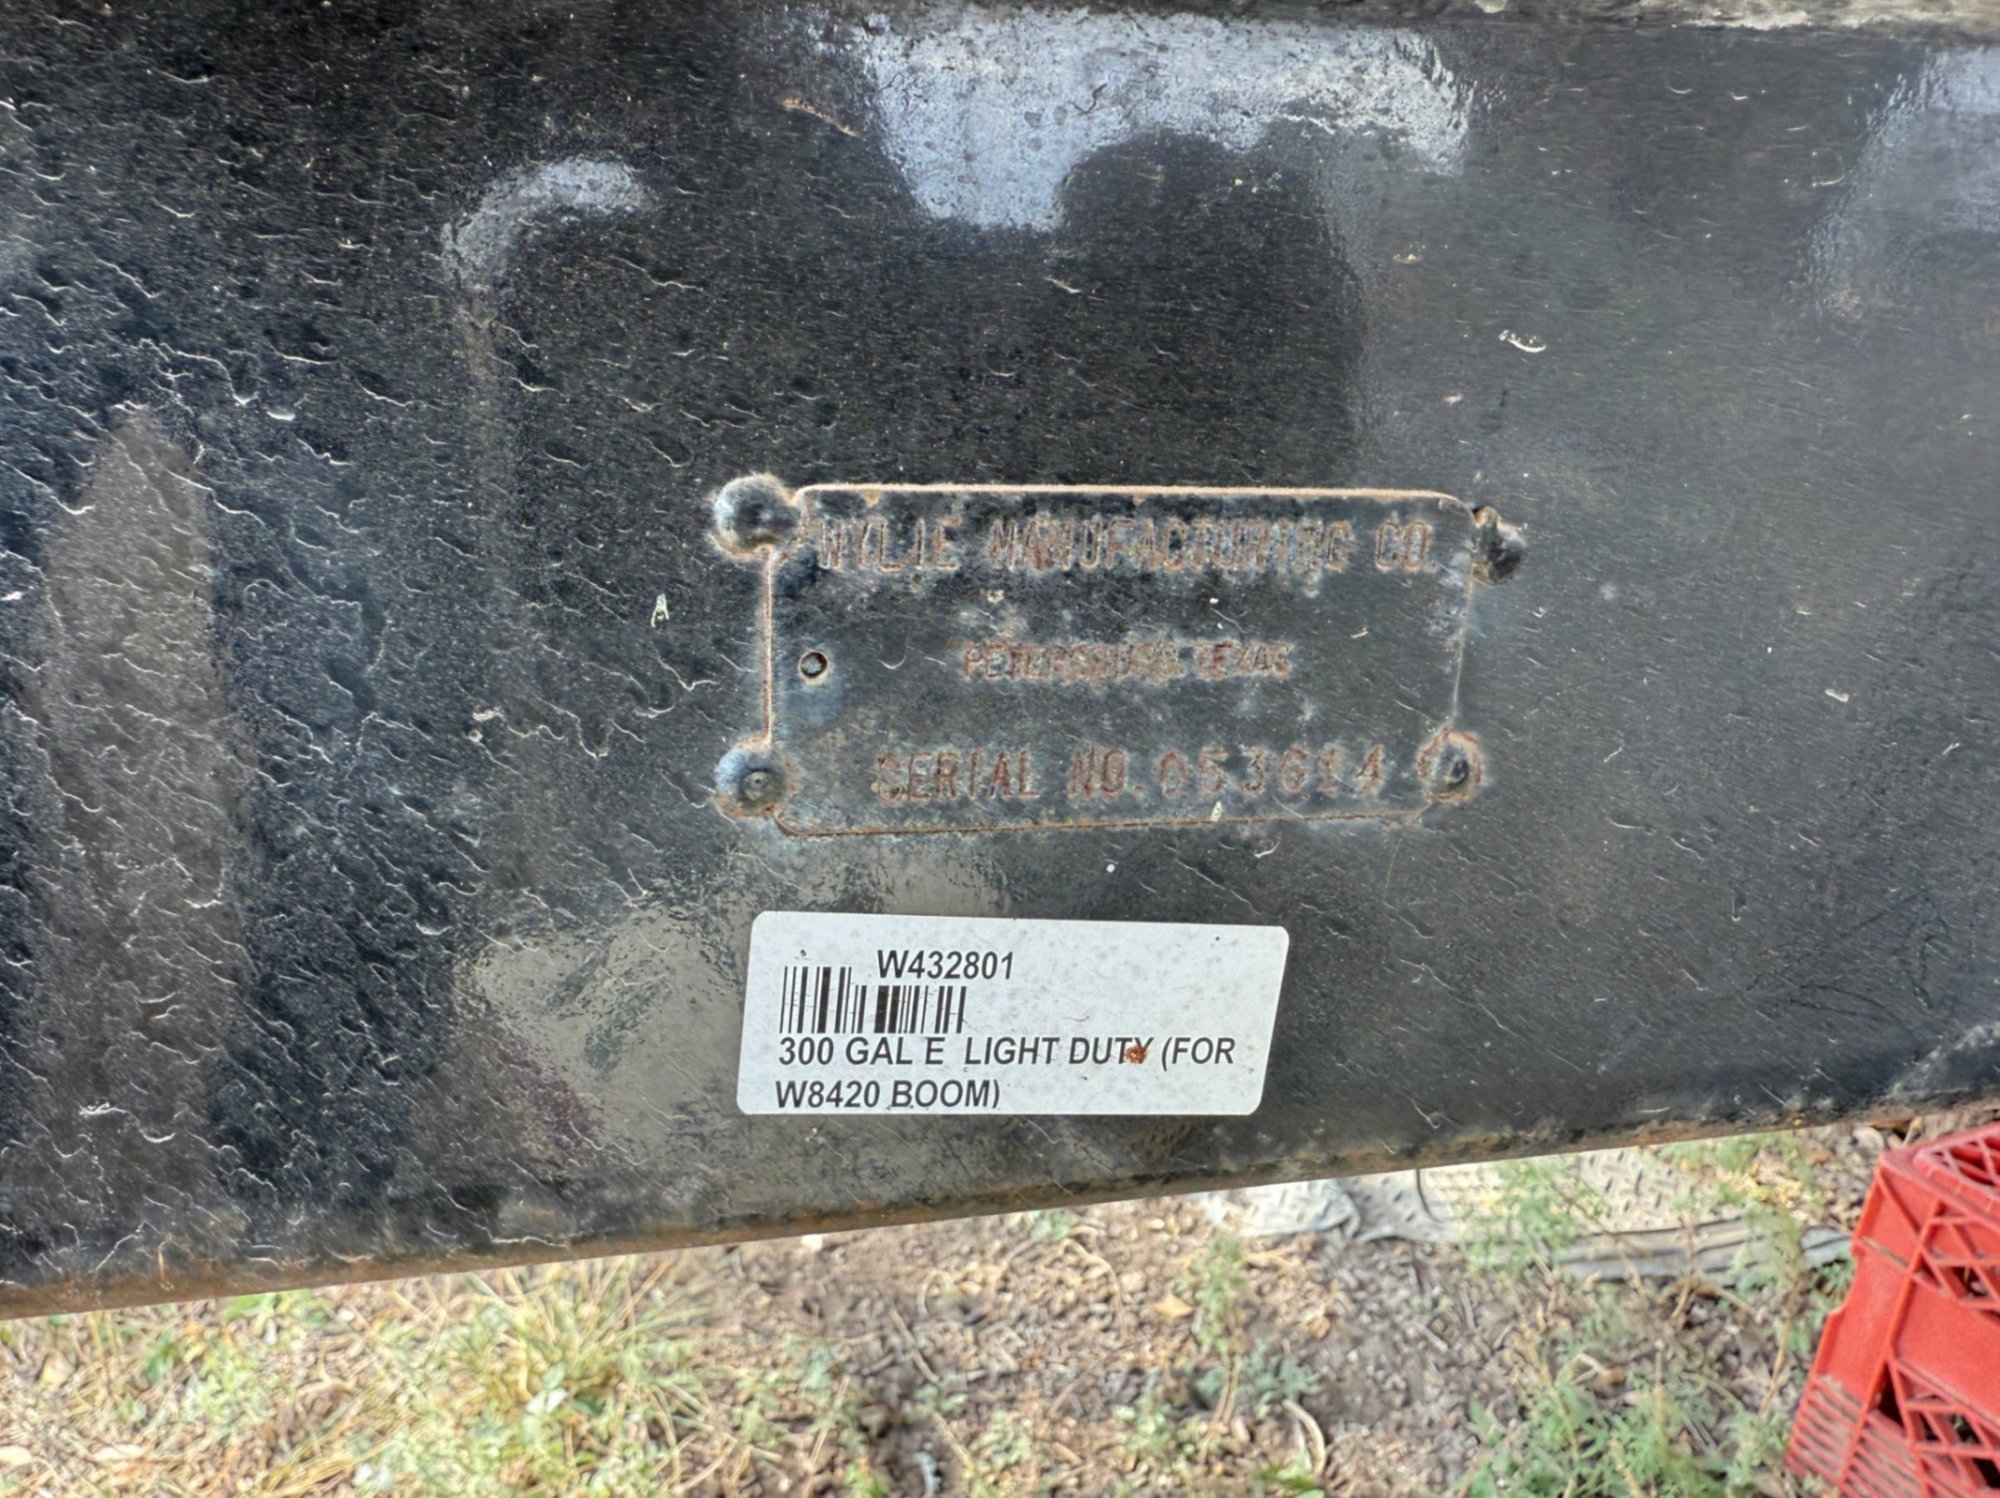 WYLIE MANUFACTURING CO.
PETERSBURG, TEXAS
SERIAL NO. 053614
W432801
300 GAL E LIGHT DUTY (FOR
W8420 BOOM)